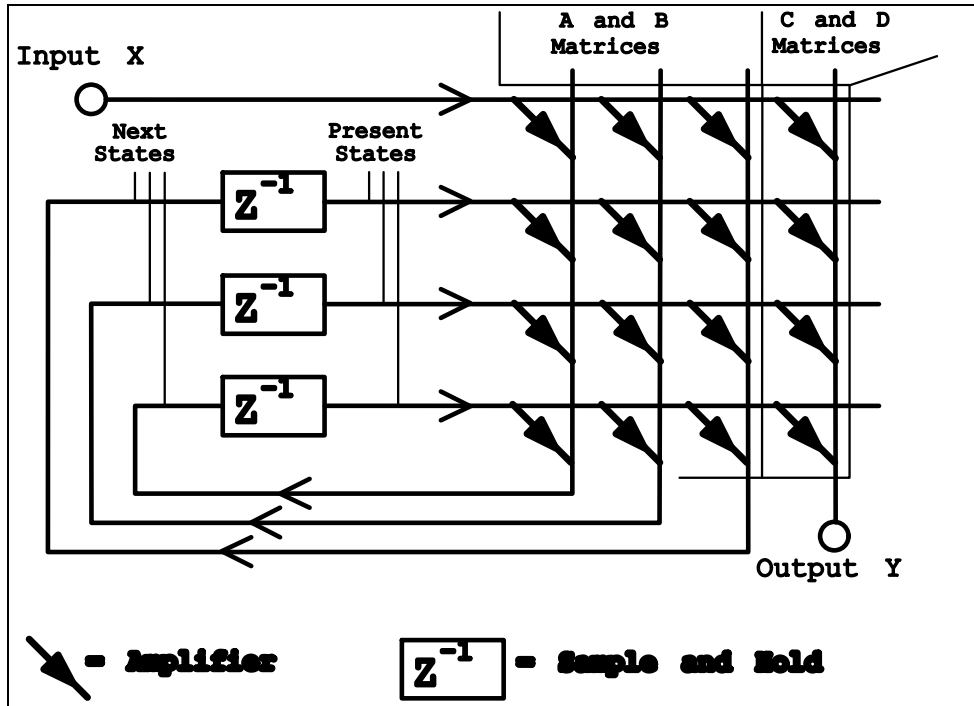 A and B
Matrices
C and D
Matrices
Input X
Next
States
Present
States
Z-1
Z-1
Z-1
Output Y
= Amplifier
Z-1
= Sample and Hold